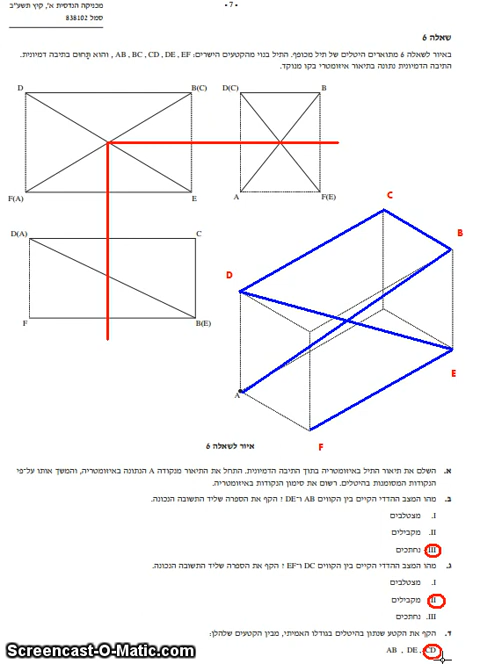 מכניקה הנדסית א', קיץ תשע"ב
סמל 838102
- 7 -
שאלה 6
באיור לשאלה 6 מתוארים היטלים של תיל מכופף. התיל בנוי מהקטעים הישרים: AB , BC , CD , DE , EF , והוא תחום בתיבה דמיונית.
התיבה הדמיונית נתונה בתיאור איזומטרי בקו מנוקד.
D B(C) D(C) B
F(A) E A F(E)
D(A) C
F B(E)
C
B
D
A
E
F
איור לשאלה 6
א. השלם את תיאור התיל באיזומטריה בתוך התיבה הדמיונית. התחל את התיאור מנקודה A הנתונה באיזומטריה, והמשך אותו על־פי
הנקודות המסומנות בהיטלים. רשום את סימון הנקודות באיזומטריה.
ב. מהו המצב ההדדי הקיים בין הקווים AB ו־DE ? הקף את הספרה שליד התשובה הנכונה.
I. מצטלבים
II. מקבילים
III. נחתכים
ג. מהו המצב ההדדי הקיים בין הקווים DC ו־EF ? הקף את הספרה שליד התשובה הנכונה.
I. מצטלבים
II. מקבילים
III. נחתכים
ד. הקף את הקטע שנתון בהיטלים בגודלו האמיתי, מבין הקטעים שלהלן:
AB , DE , CD
Screencast-O-Matic.com